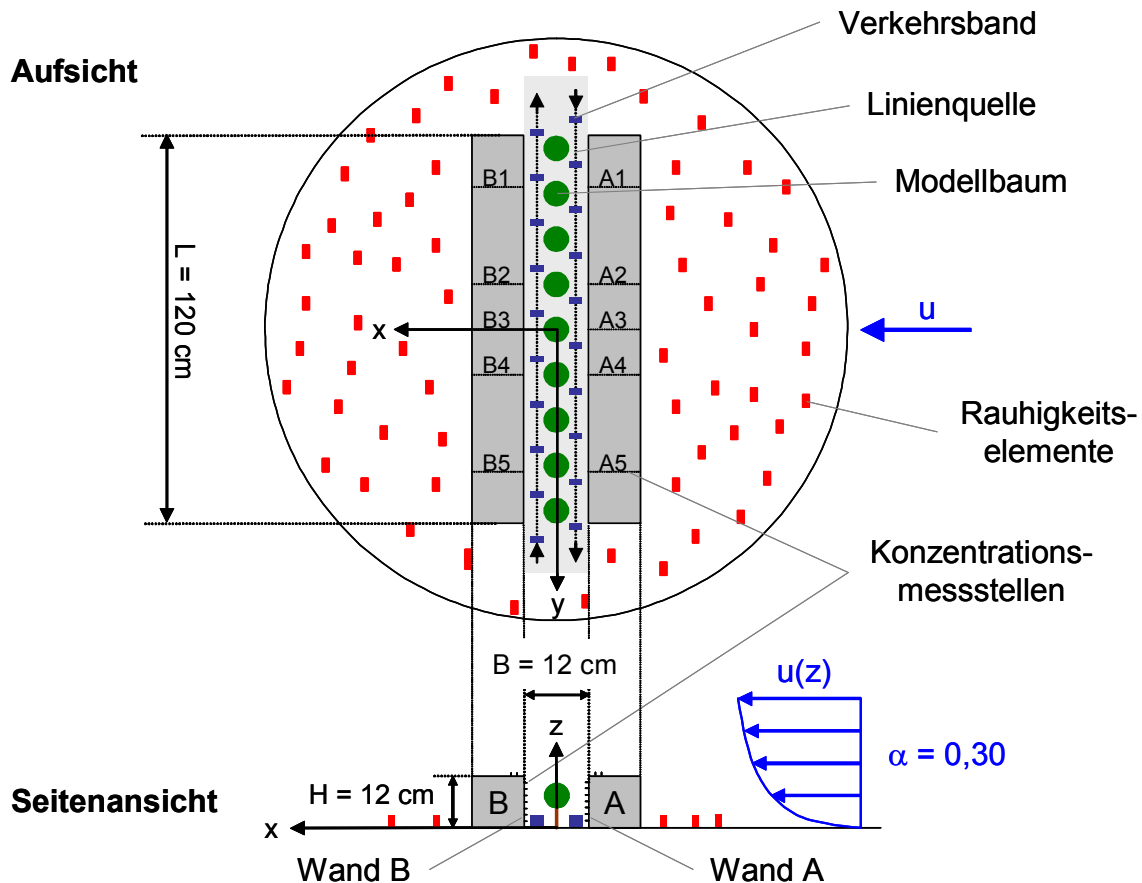 Verkehrsband
Aufsicht
Linienquelle
Modellbaum
B1
A1
L = 120 cm
B2
A2
x
B3
A3
u
B4
A4
Rauhigkeits-
elemente
B5
A5
Konzentrations-
messstellen
y
B = 12 cm
u(z)
z
α = 0,30
H = 12 cm
B
A
Seitenansicht
x
Wand B
Wand A